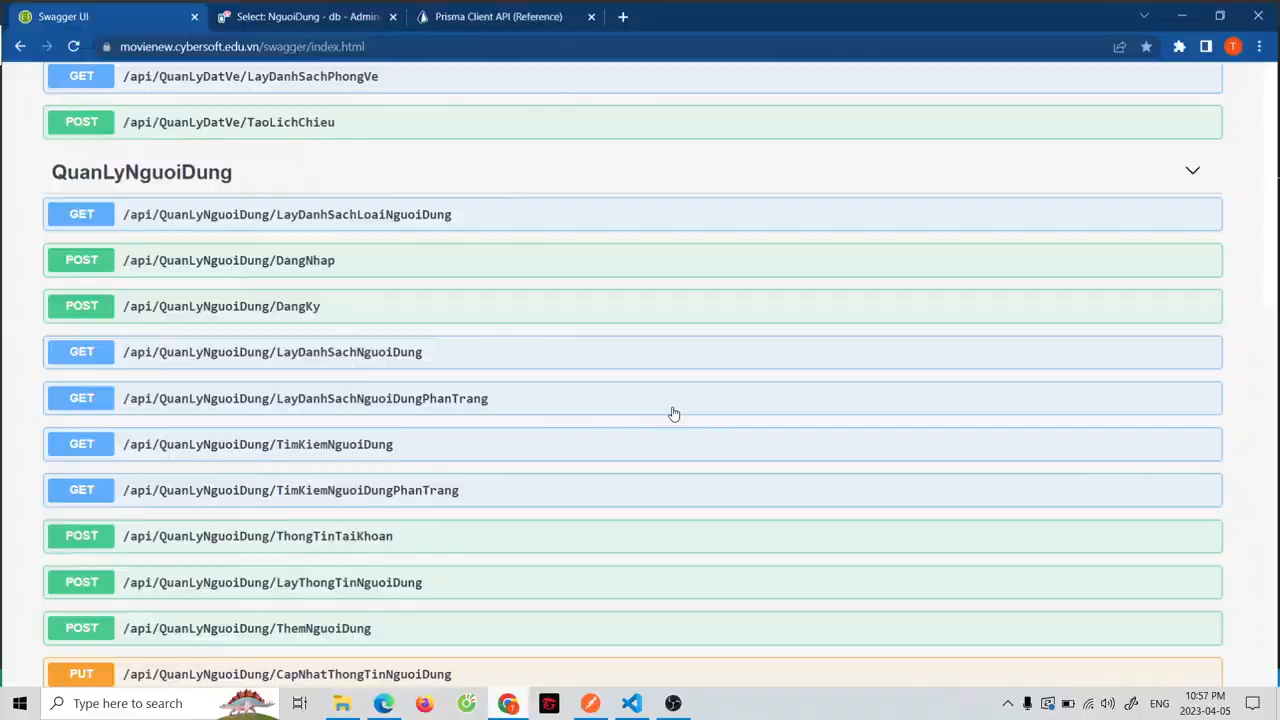 Swagger UI
Select: NguoiDung - db - Admin
Prisma Client API (Reference)
movienew.cybersoft.edu.vn/swagger/index.html
T
GET /api/QuanLyDatVe/LayDanhSachPhongVe
POST /api/QuanLyDatVe/TaoLichChieu
QuanLyNguoiDung
GET /api/QuanLyNguoiDung/LayDanhSachLoaiNguoiDung
POST /api/QuanLyNguoiDung/DangNhap
POST /api/QuanLyNguoiDung/DangKy
GET /api/QuanLyNguoiDung/LayDanhSachNguoiDung
GET /api/QuanLyNguoiDung/LayDanhSachNguoiDungPhanTrang
GET /api/QuanLyNguoiDung/TimKiemNguoiDung
GET /api/QuanLyNguoiDung/TimKiemNguoiDungPhanTrang
POST /api/QuanLyNguoiDung/ThongTinTaiKhoan
POST /api/QuanLyNguoiDung/LayThongTinNguoiDung
POST /api/QuanLyNguoiDung/ThemNguoiDung
PUT /api/QuanLyNguoiDung/CapNhatThongTinNguoiDung
Type here to search
ENG
10:57 PM
2023-04-05